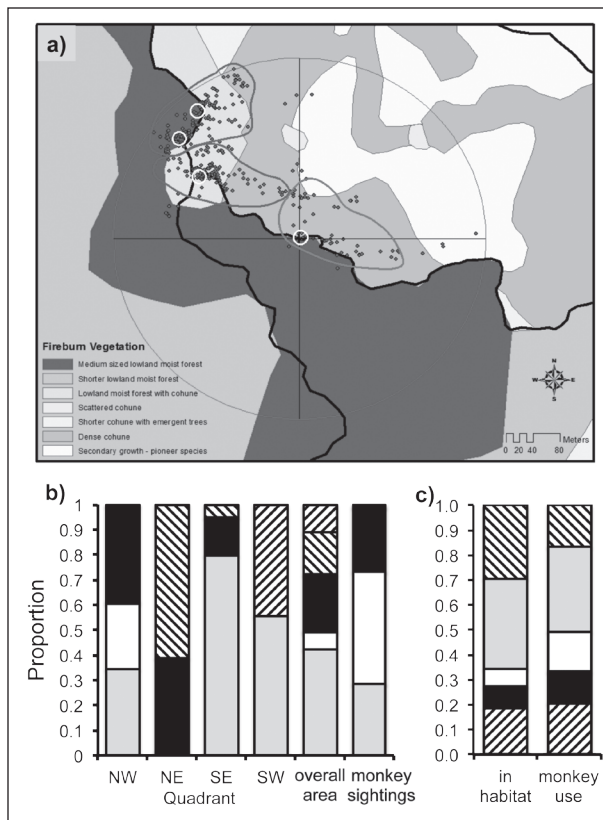 a)
Fireburn Vegetation
Medium sized lowland moist forest
Shorter lowland moist forest
Lowland moist forest with cohune
Scattered cohune
Shorter cohune with emergent trees
Dense cohune
Secondary growth - pioneer species
N
W E
S
Meters
0 20 40 80
b)
Proportion
1
0.9
0.8
0.7
0.6
0.5
0.4
0.3
0.2
0.1
0
NW NE SE SW overall area monkey sightings
Quadrant
c)
1.0
0.9
0.8
0.7
0.6
0.5
0.4
0.3
0.2
0.1
0.0
in habitat monkey use